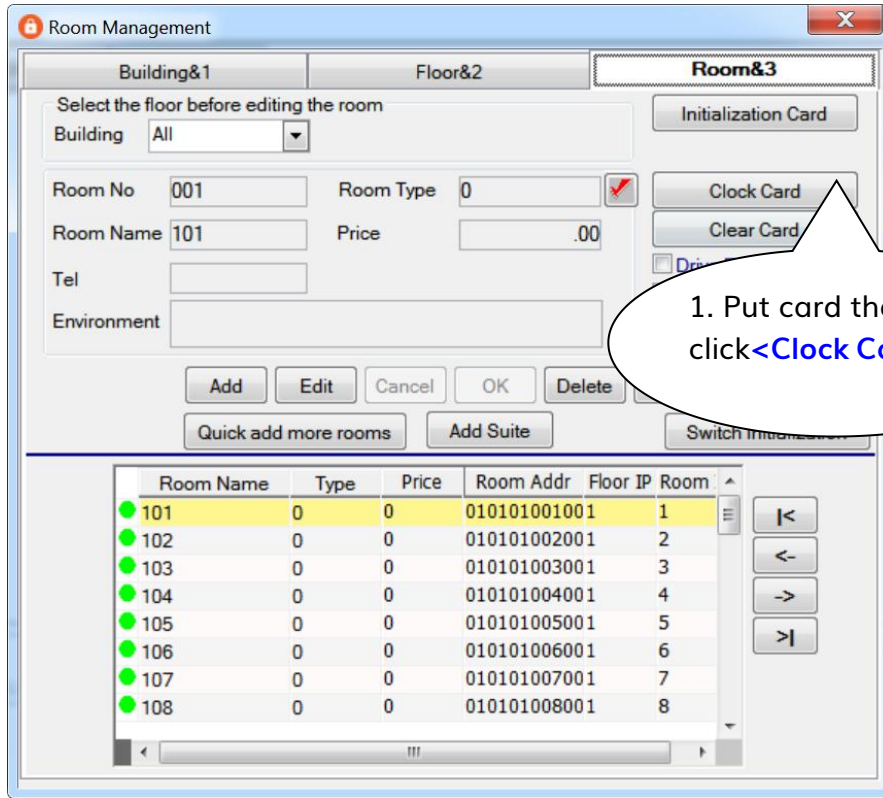 Room Management
X
Building&1 Floor&2 Room&3
Select the floor before editing the room
Building All
Initialization Card
Room No 001 Room Type 0
Clock Card
Room Name 101 Price .00
Clear Card
Tel
Environment
1. Put card
click<Clock
Add Edit Cancel OK Delete
Quick add more rooms Add Suite Switch
Room Name Type Price Room Addr Floor IP Room
101 0 0 010101001001 1
102 0 0 010101002001 2
103 0 0 010101003001 3
104 0 0 010101004001 4
105 0 0 010101005001 5
106 0 0 010101006001 6
107 0 0 010101007001 7
108 0 0 010101008001 8
|<
<-
->
>|